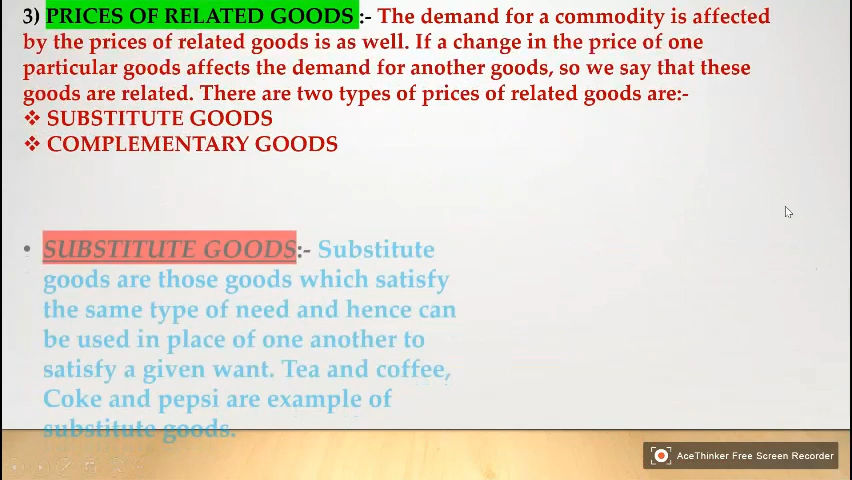 3) PRICES OF RELATED GOODS :- The demand for a commodity is affected
by the prices of related goods is as well. If a change in the price of one
particular goods affects the demand for another goods, so we say that these
goods are related. There are two types of prices of related goods are:-
❖ SUBSTITUTE GOODS
❖ COMPLEMENTARY GOODS
• SUBSTITUTE GOODS:- Substitute
goods are those goods which satisfy
the same type of need and hence can
be used in place of one another to
satisfy a given want. Tea and coffee,
Coke and pepsi are example of
substitute goods.
AceThinker Free Screen Recorder